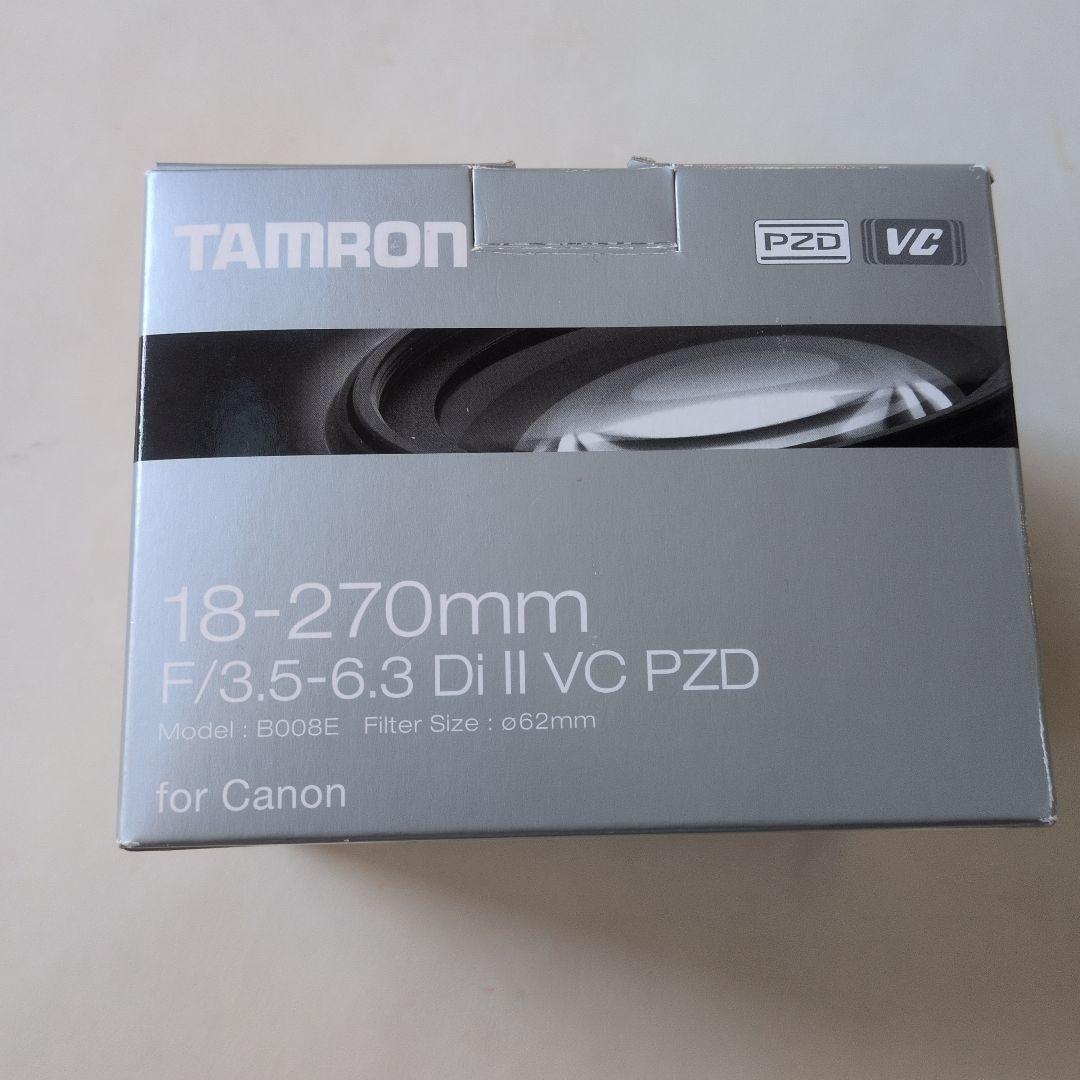 TAMRON
PZD VC
18-270mm
F/3.5-6.3 Di II VC PZD
Model : B008E Filter Size : ø62mm
for Canon